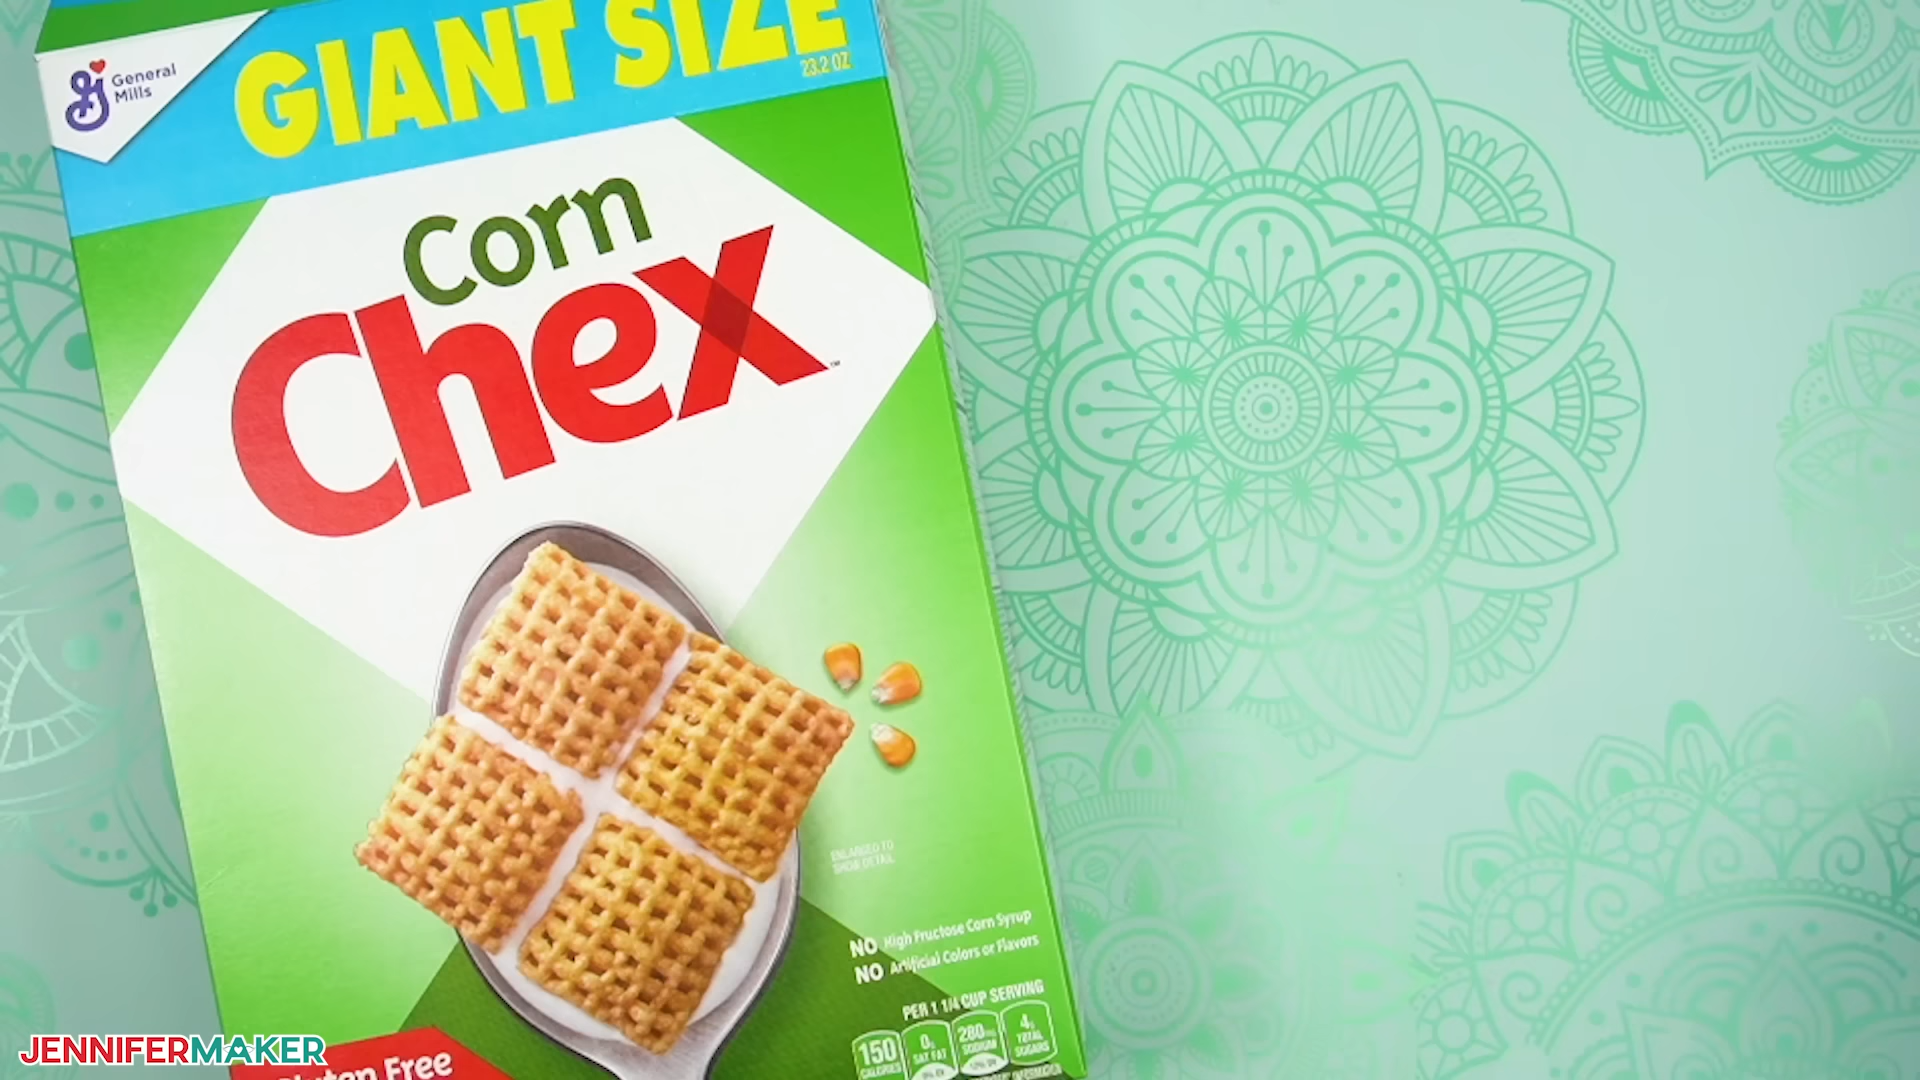 General
Mills
GIANT SIZE
23.2 OZ
Corn
Chex
™
ENLARGED TO
SHOW DETAIL
NO High Fructose Corn Syrup
NO Artificial Colors or Flavors
PER 1 1/4 CUP SERVING
150 CALORIES
0g SAT FAT
280mg SODIUM
4g TOTAL SUGARS
Gluten Free
JENNIFERMAKER